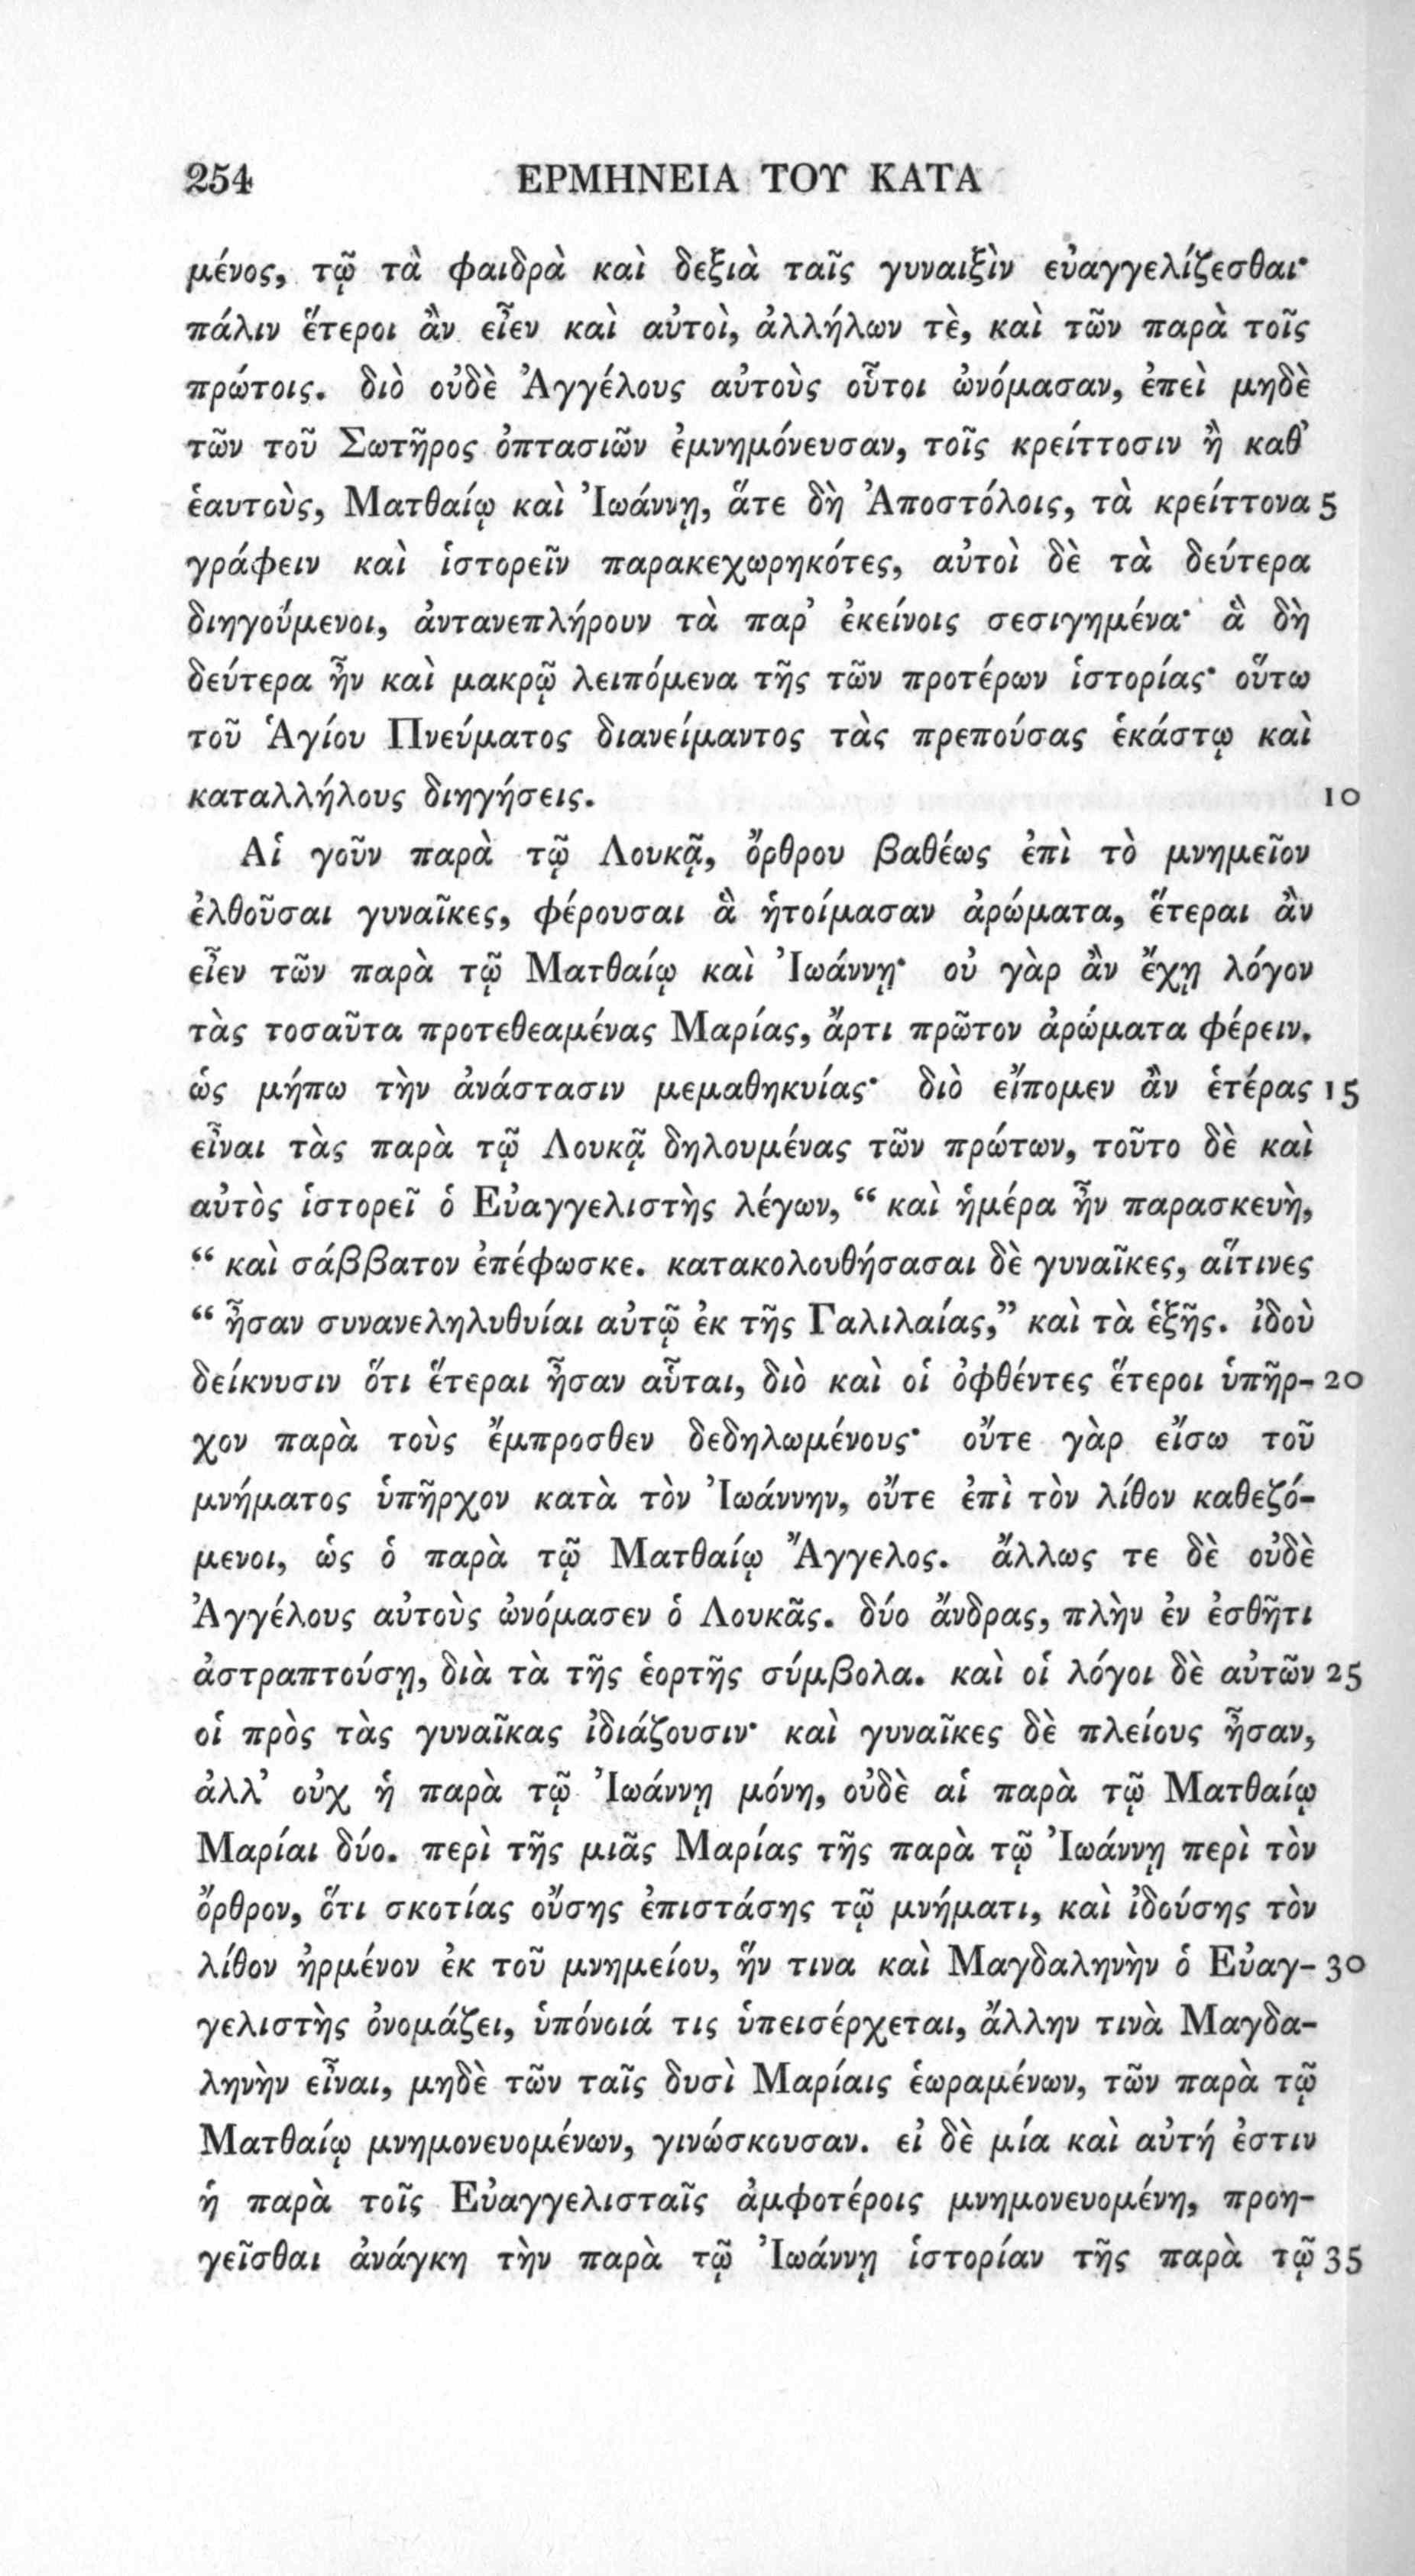 254 ΕΡΜΗΝΕΙΑ ΤΟΥ ΚΑΤΑ
μένος, τῷ τὰ φαιδρὰ καὶ δεξιὰ ταῖς γυναιξὶν εὐαγγελίζεσθαι·
πάλιν ἕτεροι ἂν εἶεν καὶ αὐτοὶ, ἀλλήλων τὲ, καὶ τῶν παρὰ τοῖς
πρώτοις. διὸ οὐδὲ Ἀγγέλους αὐτοὺς οὗτοι ὠνόμασαν, ἐπεὶ μηδὲ
τῶν τοῦ Σωτῆρος ὀπτασιῶν ἐμνημόνευσαν, τοῖς κρείττοσιν ἢ καθ’
ἑαυτοὺς, Ματθαίῳ καὶ Ἰωάννῃ, ἅτε δὴ Ἀποστόλοις, τὰ κρείττονα 5
γράφειν καὶ ἱστορεῖν παρακεχωρηκότες, αὐτοὶ δὲ τὰ δεύτερα
διηγούμενοι, ἀντανεπλήρουν τὰ παρ’ ἐκείνοις σεσιγημένα· ἃ δὴ
δεύτερα ἦν καὶ μακρῷ λειπόμενα τῆς τῶν προτέρων ἱστορίας· οὕτω
τοῦ Ἁγίου Πνεύματος διανείμαντος τὰς πρεπούσας ἑκάστῳ καὶ
καταλλήλους διηγήσεις. 10
Αἱ γοῦν παρὰ τῷ Λουκᾷ, ὄρθρου βαθέως ἐπὶ τὸ μνημεῖον
ἐλθοῦσαι γυναῖκες, φέρουσαι ἃ ἡτοίμασαν ἀρώματα, ἕτεραι ἂν
εἶεν τῶν παρὰ τῷ Ματθαίῳ καὶ Ἰωάννῃ· οὐ γὰρ ἂν ἔχῃ λόγον
τὰς τοσαῦτα προτεθεαμένας Μαρίας, ἄρτι πρῶτον ἀρώματα φέρειν,
ὡς μήπω τὴν ἀνάστασιν μεμαθηκυίας· διὸ εἴπομεν ἂν ἑτέρας 15
εἶναι τὰς παρὰ τῷ Λουκᾷ δηλουμένας τῶν πρώτων, τοῦτο δὲ καὶ
αὐτὸς ἱστορεῖ ὁ Εὐαγγελιστὴς λέγων, “ καὶ ἡμέρα ἦν παρασκευὴ,
“ καὶ σάββατον ἐπέφωσκε. κατακολουθήσασαι δὲ γυναῖκες, αἵτινες
“ ἦσαν συνανεληλυθυίαι αὐτῷ ἐκ τῆς Γαλιλαίας,” καὶ τὰ ἑξῆς. ἰδοὺ
δείκνυσιν ὅτι ἕτεραι ἦσαν αὗται, διὸ καὶ οἱ ὀφθέντες ἕτεροι ὑπῆρ- 20
χον παρὰ τοὺς ἔμπροσθεν δεδηλωμένους· οὔτε γὰρ εἴσω τοῦ
μνήματος ὑπῆρχον κατὰ τὸν Ἰωάννην, οὔτε ἐπὶ τὸν λίθον καθεζό-
μενοι, ὡς ὁ παρὰ τῷ Ματθαίῳ Ἄγγελος. ἄλλως τε δὲ οὐδὲ
Ἀγγέλους αὐτοὺς ὠνόμασεν ὁ Λουκᾶς. δύο ἄνδρας, πλὴν ἐν ἐσθῆτι
ἀστραπτούσῃ, διὰ τὰ τῆς ἑορτῆς σύμβολα. καὶ οἱ λόγοι δὲ αὐτῶν 25
οἱ πρὸς τὰς γυναῖκας ἰδιάζουσιν· καὶ γυναῖκες δὲ πλείους ἦσαν,
ἀλλ’ οὐχ ἡ παρὰ τῷ Ἰωάννῃ μόνη, οὐδὲ αἱ παρὰ τῷ Ματθαίῳ
Μαρίαι δύο. περὶ τῆς μιᾶς Μαρίας τῆς παρὰ τῷ Ἰωάννῃ περὶ τὸν
ὄρθρον, ὅτι σκοτίας οὔσης ἐπιστάσης τῷ μνήματι, καὶ ἰδούσης τὸν
λίθον ἠρμένον ἐκ τοῦ μνημείου, ἥν τινα καὶ Μαγδαληνὴν ὁ Εὐαγ- 30
γελιστὴς ὀνομάζει, ὑπόνοιά τις ὑπεισέρχεται, ἄλλην τινὰ Μαγδα-
ληνὴν εἶναι, μηδὲ τῶν ταῖς δυσὶ Μαρίαις ἑωραμένων, τῶν παρὰ τῷ
Ματθαίῳ μνημονευομένων, γινώσκουσαν. εἰ δὲ μία καὶ αὐτή ἐστιν
ἡ παρὰ τοῖς Εὐαγγελισταῖς ἀμφοτέροις μνημονευομένη, προη-
γεῖσθαι ἀνάγκη τὴν παρὰ τῷ Ἰωάννῃ ἱστορίαν τῆς παρὰ τῷ 35